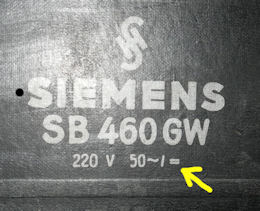 SIEMENS
SB 460 GW
220 V 50~/=